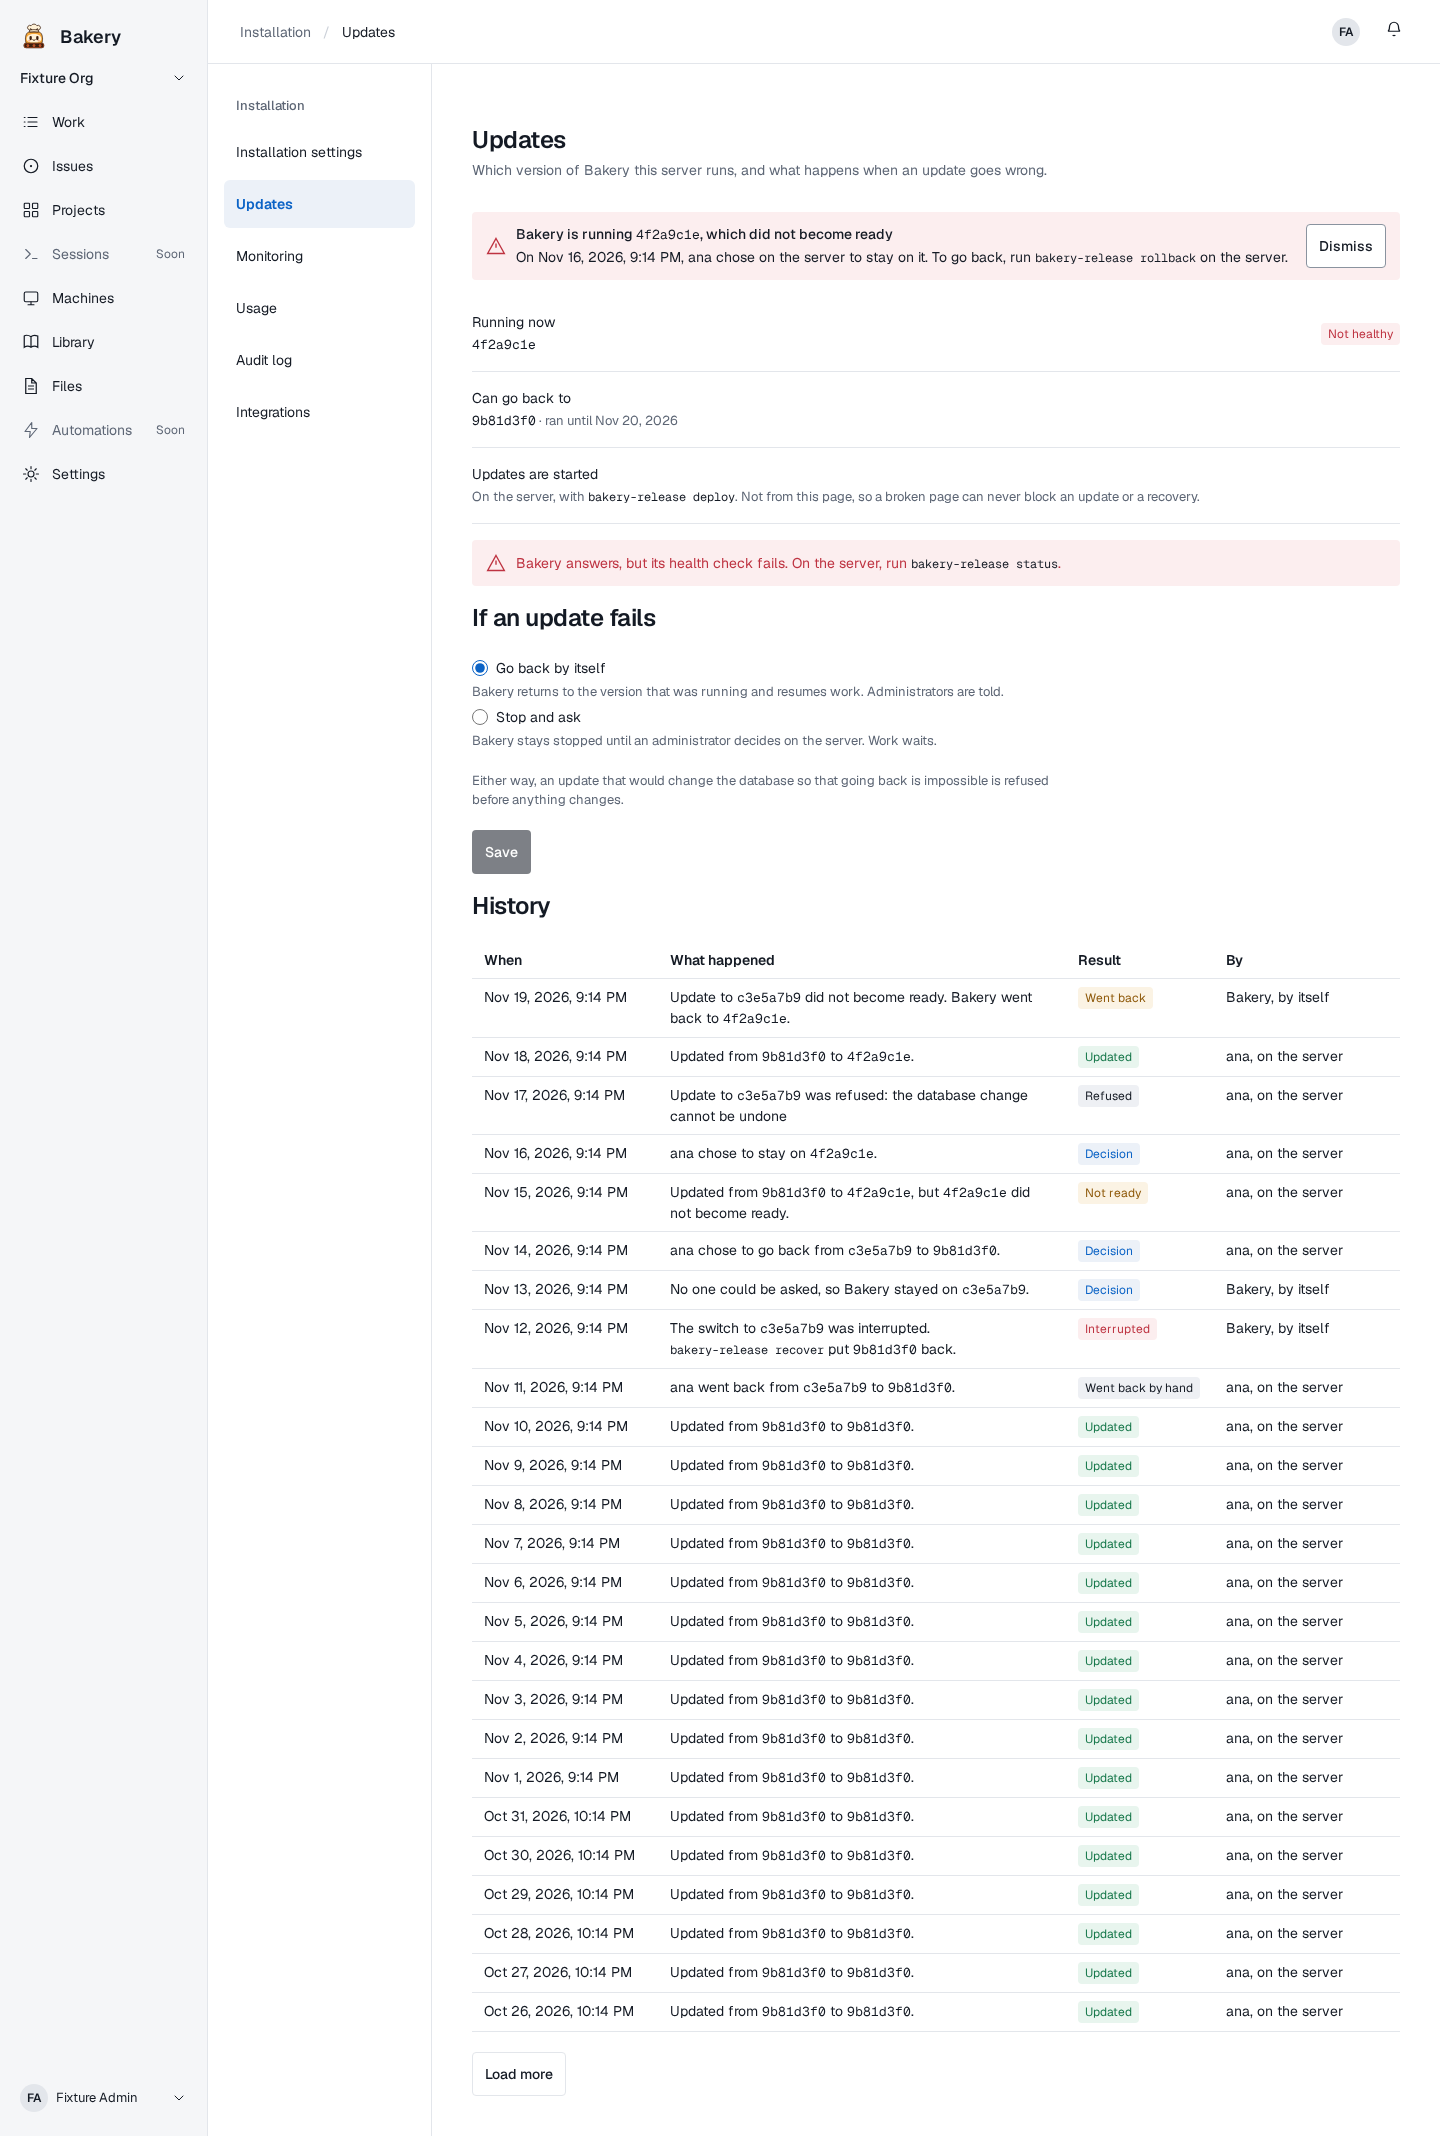 Bakery
Fixture Org
Work
Issues
Projects
Sessions Soon
Machines
Library
Files
Automations Soon
Settings
FA Fixture Admin
Installation / Updates
FA
Installation
Installation settings
Updates
Monitoring
Usage
Audit log
Integrations
Updates
Which version of Bakery this server runs, and what happens when an update goes wrong.
Bakery is running 4f2a9c1e, which did not become ready
On Nov 16, 2026, 9:14 PM, ana chose on the server to stay on it. To go back, run bakery-release rollback on the server.
Dismiss
Running now
4f2a9c1e
Not healthy
Can go back to
9b81d3f0 · ran until Nov 20, 2026
Updates are started
On the server, with bakery-release deploy. Not from this page, so a broken page can never block an update or a recovery.
Bakery answers, but its health check fails. On the server, run bakery-release status.
If an update fails
Go back by itself
Bakery returns to the version that was running and resumes work. Administrators are told.
Stop and ask
Bakery stays stopped until an administrator decides on the server. Work waits.
Either way, an update that would change the database so that going back is impossible is refused
before anything changes.
Save
History
When What happened Result By
Nov 19, 2026, 9:14 PM Update to c3e5a7b9 did not become ready. Bakery went Went back Bakery, by itself
back to 4f2a9c1e.
Nov 18, 2026, 9:14 PM Updated from 9b81d3f0 to 4f2a9c1e. Updated ana, on the server
Nov 17, 2026, 9:14 PM Update to c3e5a7b9 was refused: the database change Refused ana, on the server
cannot be undone
Nov 16, 2026, 9:14 PM ana chose to stay on 4f2a9c1e. Decision ana, on the server
Nov 15, 2026, 9:14 PM Updated from 9b81d3f0 to 4f2a9c1e, but 4f2a9c1e did Not ready ana, on the server
not become ready.
Nov 14, 2026, 9:14 PM ana chose to go back from c3e5a7b9 to 9b81d3f0. Decision ana, on the server
Nov 13, 2026, 9:14 PM No one could be asked, so Bakery stayed on c3e5a7b9. Decision Bakery, by itself
Nov 12, 2026, 9:14 PM The switch to c3e5a7b9 was interrupted. Interrupted Bakery, by itself
bakery-release recover put 9b81d3f0 back.
Nov 11, 2026, 9:14 PM ana went back from c3e5a7b9 to 9b81d3f0. Went back by hand ana, on the server
Nov 10, 2026, 9:14 PM Updated from 9b81d3f0 to 9b81d3f0. Updated ana, on the server
Nov 9, 2026, 9:14 PM Updated from 9b81d3f0 to 9b81d3f0. Updated ana, on the server
Nov 8, 2026, 9:14 PM Updated from 9b81d3f0 to 9b81d3f0. Updated ana, on the server
Nov 7, 2026, 9:14 PM Updated from 9b81d3f0 to 9b81d3f0. Updated ana, on the server
Nov 6, 2026, 9:14 PM Updated from 9b81d3f0 to 9b81d3f0. Updated ana, on the server
Nov 5, 2026, 9:14 PM Updated from 9b81d3f0 to 9b81d3f0. Updated ana, on the server
Nov 4, 2026, 9:14 PM Updated from 9b81d3f0 to 9b81d3f0. Updated ana, on the server
Nov 3, 2026, 9:14 PM Updated from 9b81d3f0 to 9b81d3f0. Updated ana, on the server
Nov 2, 2026, 9:14 PM Updated from 9b81d3f0 to 9b81d3f0. Updated ana, on the server
Nov 1, 2026, 9:14 PM Updated from 9b81d3f0 to 9b81d3f0. Updated ana, on the server
Oct 31, 2026, 10:14 PM Updated from 9b81d3f0 to 9b81d3f0. Updated ana, on the server
Oct 30, 2026, 10:14 PM Updated from 9b81d3f0 to 9b81d3f0. Updated ana, on the server
Oct 29, 2026, 10:14 PM Updated from 9b81d3f0 to 9b81d3f0. Updated ana, on the server
Oct 28, 2026, 10:14 PM Updated from 9b81d3f0 to 9b81d3f0. Updated ana, on the server
Oct 27, 2026, 10:14 PM Updated from 9b81d3f0 to 9b81d3f0. Updated ana, on the server
Oct 26, 2026, 10:14 PM Updated from 9b81d3f0 to 9b81d3f0. Updated ana, on the server
Load more